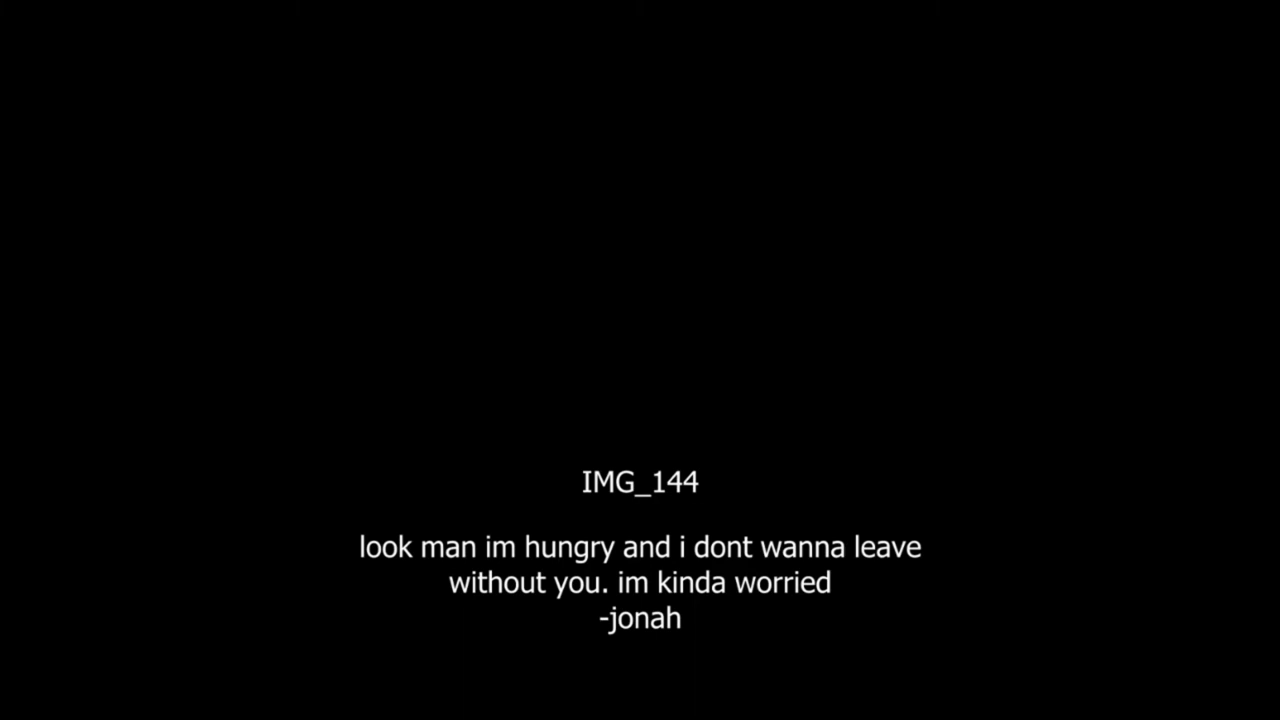 IMG_144
look man im hungry and i dont wanna leave
without you. im kinda worried
-jonah